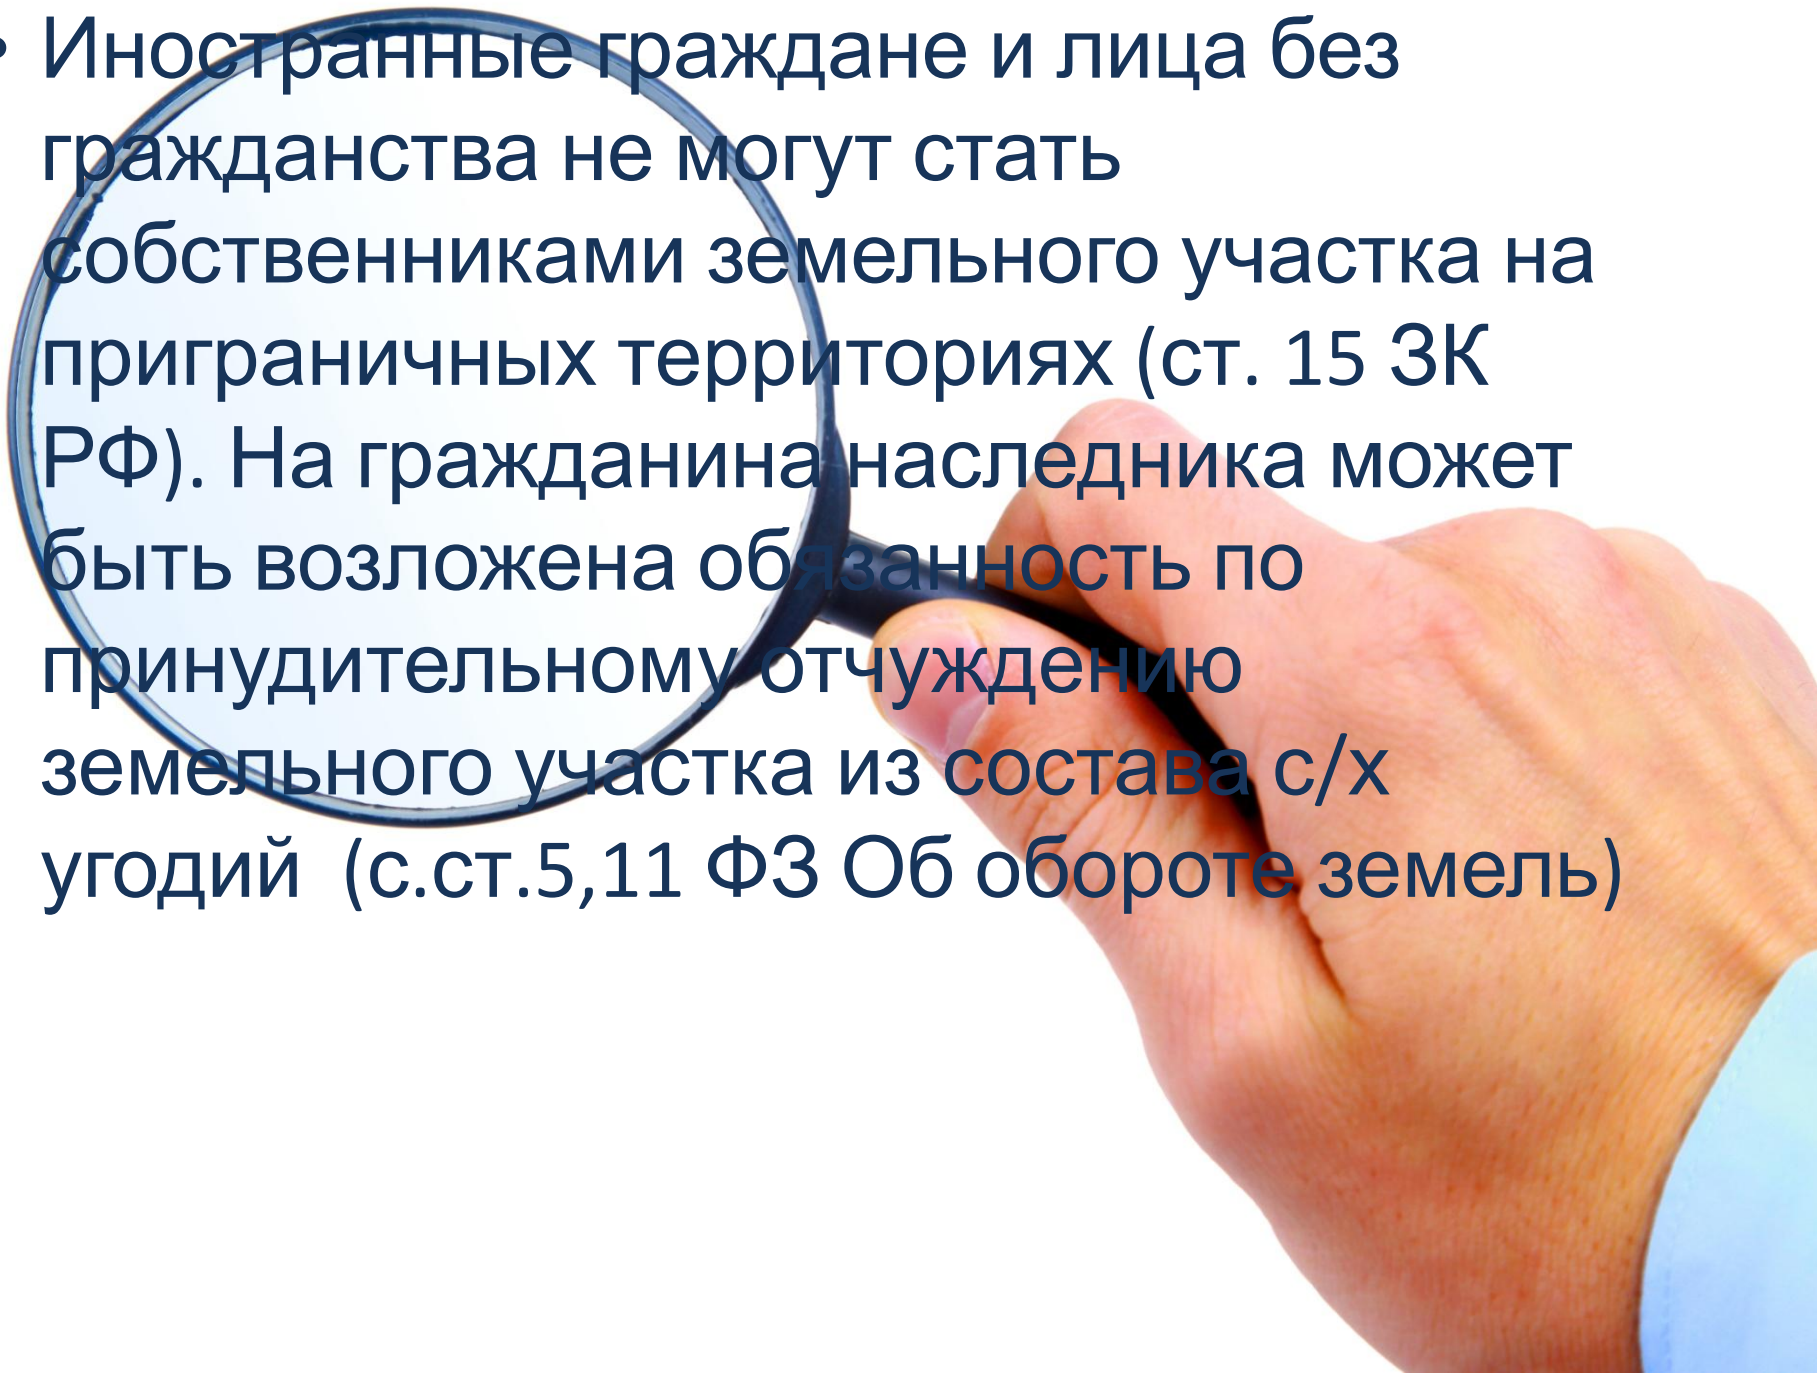 • Иностранные граждане и лица без
гражданства не могут стать
собственниками земельного участка на
приграничных территориях (ст. 15 ЗК
РФ). На гражданина наследника может
быть возложена обязанность по
принудительному отчуждению
земельного участка из состава с/х
угодий (с.ст.5,11 ФЗ Об обороте земель)